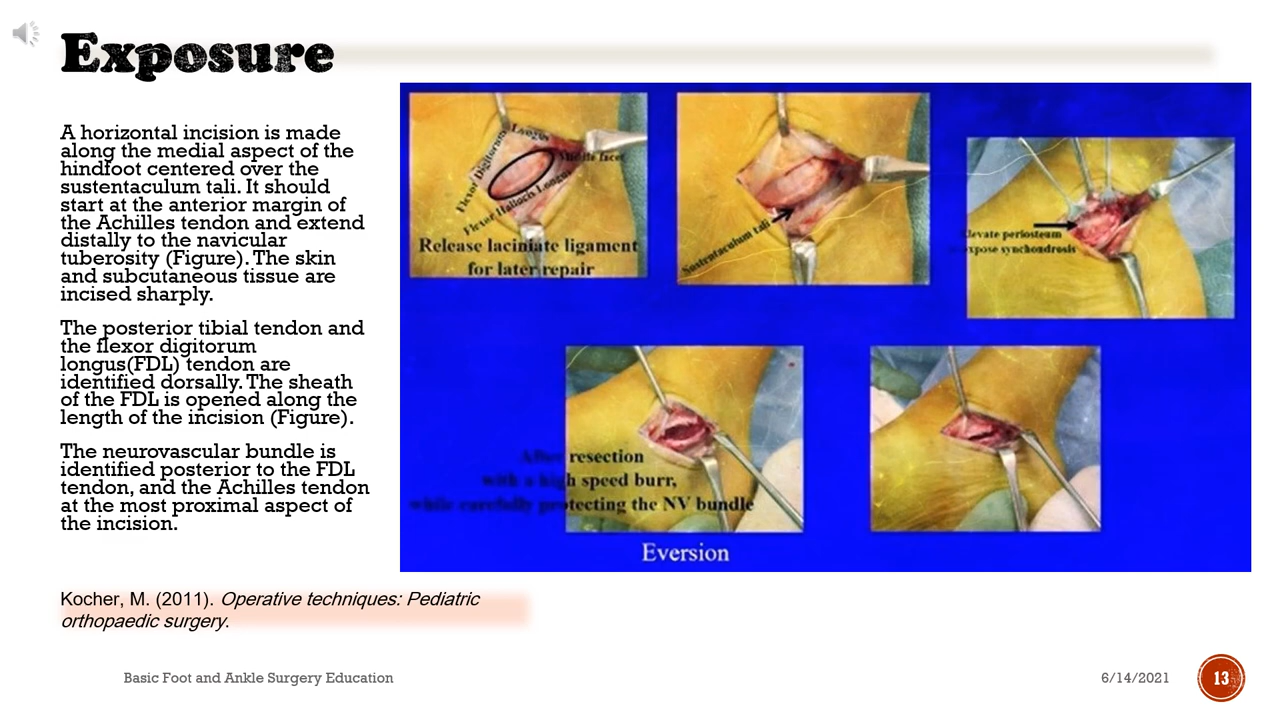 Exposure
A horizontal incision is made
along the medial aspect of the
hindfoot centered over the
sustentaculum tali. It should
start at the anterior margin of
the Achilles tendon and extend
distally to the navicular
tuberosity (Figure). The skin
and subcutaneous tissue are
incised sharply.
The posterior tibial tendon and
the flexor digitorum
longus(FDL) tendon are
identified dorsally. The sheath
of the FDL is opened along the
length of the incision (Figure).
The neurovascular bundle is
identified posterior to the FDL
tendon, and the Achilles tendon
at the most proximal aspect of
the incision.
Flexor Digitorum Longus
Middle facet
Flexor Hallucis Longus
Release laciniate ligament
for later repair
Sustentaculum tali
Elevate periosteum
expose synchondrosis
After resection
with a high speed burr,
while carefully protecting the NV bundle
Eversion
Kocher, M. (2011). Operative techniques: Pediatric
orthopaedic surgery.
Basic Foot and Ankle Surgery Education
6/14/2021
13